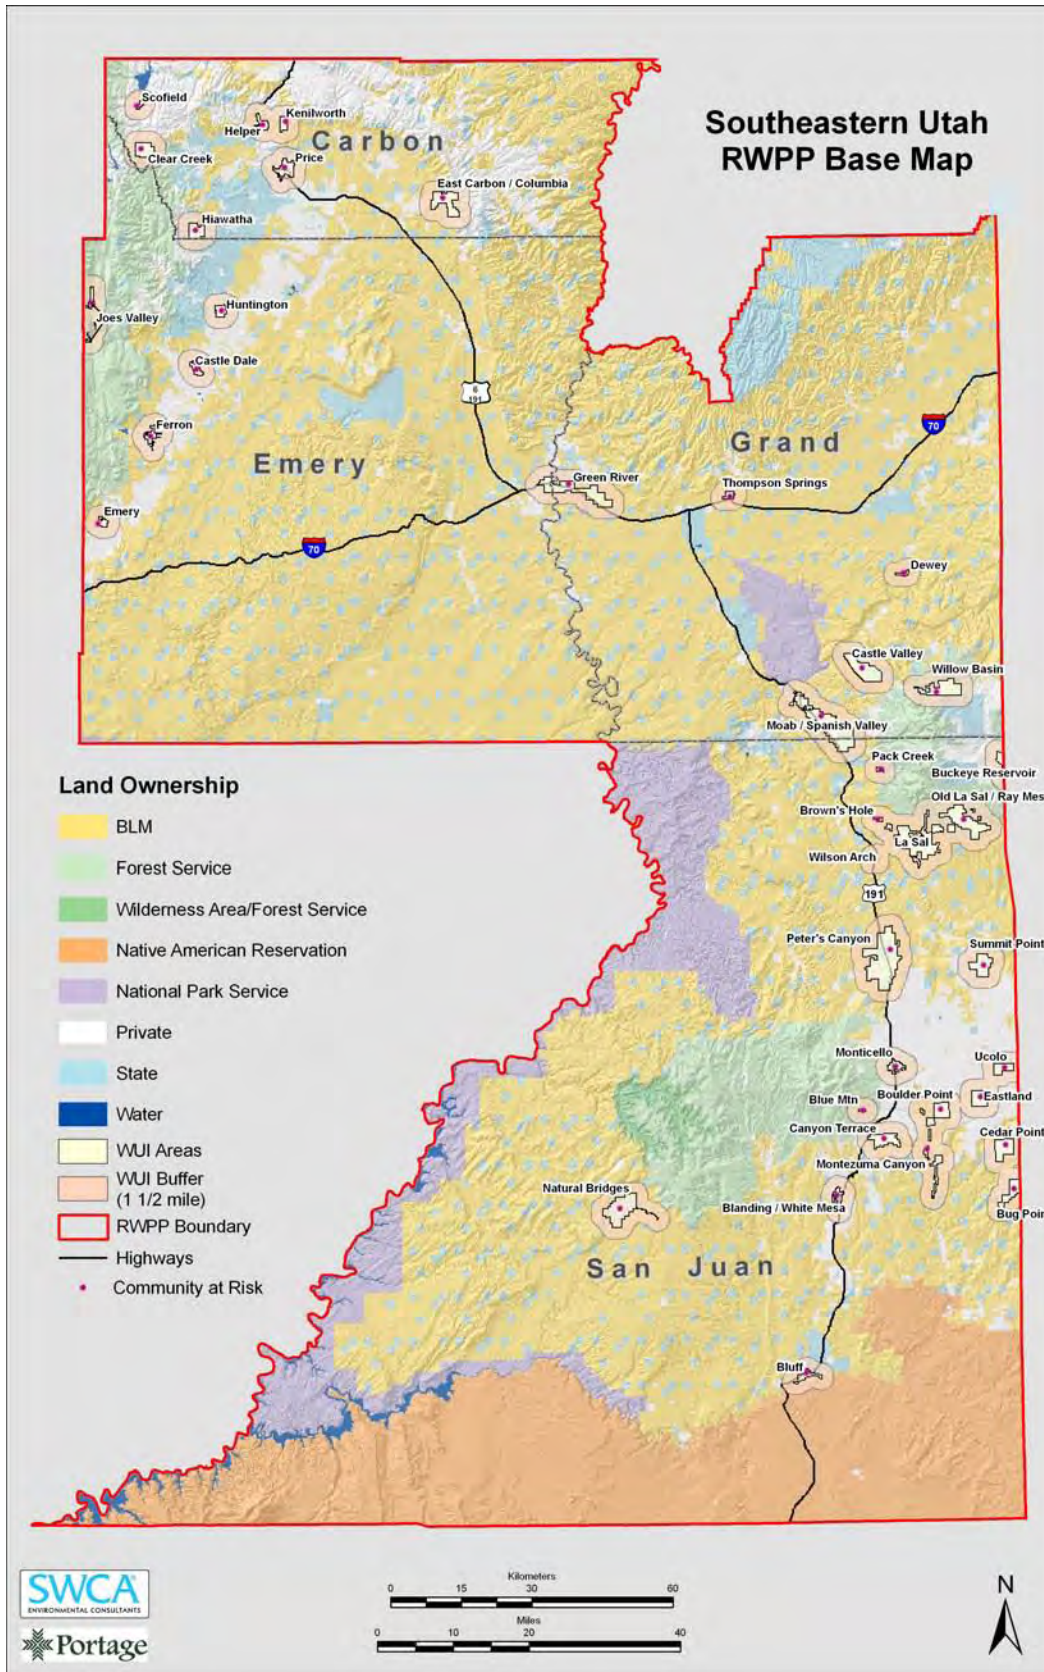 Southeastern Utah
RWPP Base Map
Scofield
Kenilworth
Helper
Carbon
Clear Creek
Price
East Carbon / Columbia
Hiawatha
Huntington
Joes Valley
Castle Dale
6
191
70
Ferron
Grand
Emery
Green River
Thompson Springs
Emery
70
Dewey
Castle Valley
Willow Basin
Moab / Spanish Valley
Pack Creek
Buckeye Reservoir
Old La Sal / Ray Mes
Brown's Hole
La Sal
Wilson Arch
191
Peter's Canyon
Summit Point
Monticello
Ucolo
Blue Mtn
Boulder Point
Eastland
Canyon Terrace
Cedar Point
Montezuma Canyon
Natural Bridges
Blanding / White Mesa
Bug Poin
San Juan
Bluff
Land Ownership
BLM
Forest Service
Wilderness Area/Forest Service
Native American Reservation
National Park Service
Private
State
Water
WUI Areas
WUI Buffer
(1 1/2 mile)
RWPP Boundary
Highways
Community at Risk
SWCA
ENVIRONMENTAL CONSULTANTS
Portage
Kilometers
0 15 30 60
Miles
0 10 20 40
N